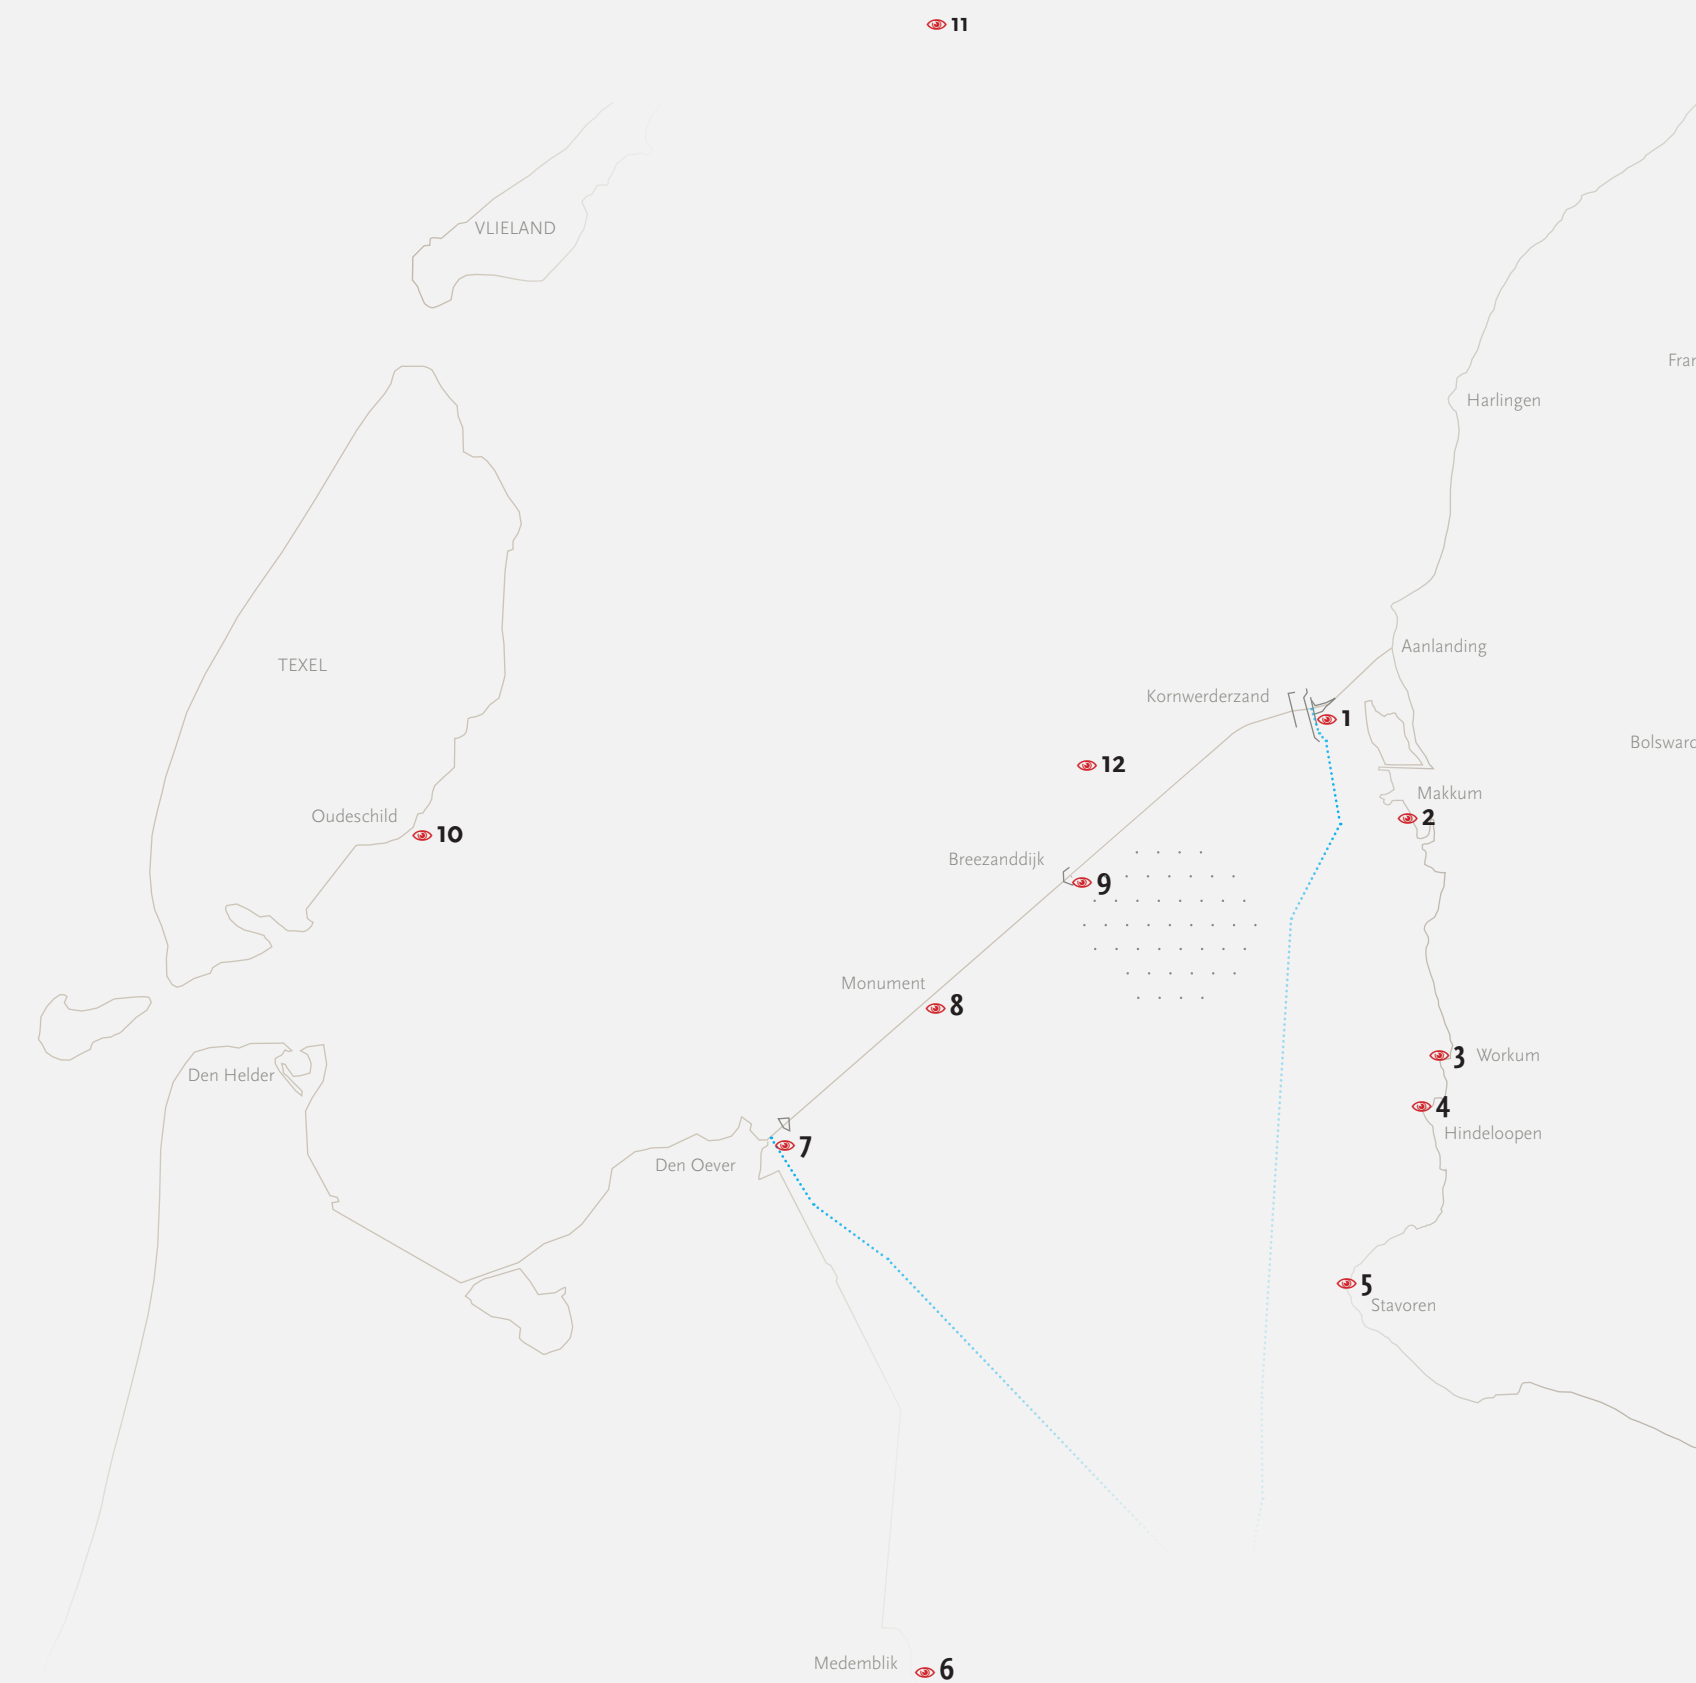 11
VLIELAND
Fran
Harlingen
Aanlanding
TEXEL
Kornwerderzand
1
Bolsward
12
Makkum
Oudeschild
2
10
Breezanddijk
9
Monument
8
3 Workum
Den Helder
4
Hindeloopen
7
Den Oever
5
Stavoren
Medemblik
6